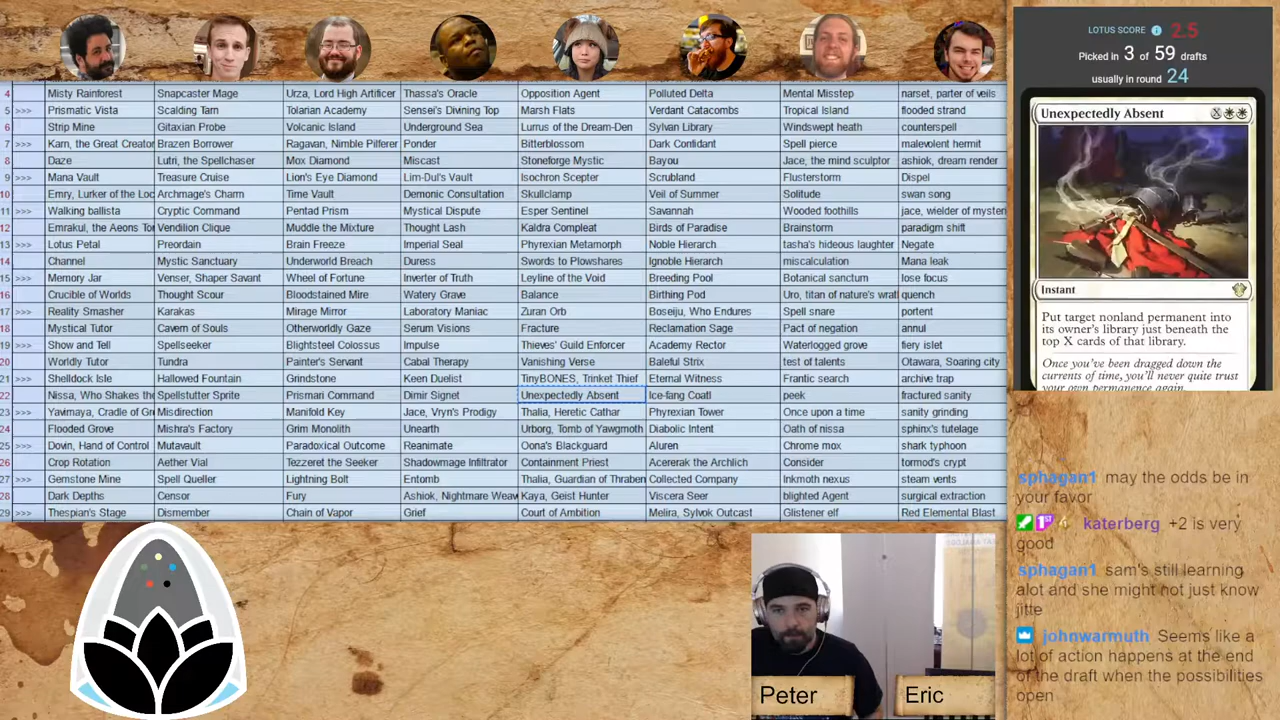 4 Misty Rainforest Snapcaster Mage Urza, Lord High Artificer Thassa's Oracle Opposition Agent Polluted Delta Mental Misstep narset, parter of veils
5 >>> Prismatic Vista Scalding Tarn Tolarian Academy Sensei's Divining Top Marsh Flats Verdant Catacombs Tropical Island flooded strand
6 Strip Mine Gitaxian Probe Volcanic Island Underground Sea Lurrus of the Dream-Den Sylvan Library Windswept heath counterspell
7 >>> Karn, the Great Creator Brazen Borrower Ragavan, Nimble Pilferer Ponder Bitterblossom Dark Confidant Spell pierce malevolent hermit
8 Daze Lutri, the Spellchaser Mox Diamond Miscast Stoneforge Mystic Bayou Jace, the mind sculptor ashiok, dream render
9 >>> Mana Vault Treasure Cruise Lion's Eye Diamond Lim-Dul's Vault Isochron Scepter Scrubland Flusterstorm Dispel
10 Emry, Lurker of the Loc Archmage's Charm Time Vault Demonic Consultation Skullclamp Veil of Summer Solitude swan song
11 >>> Walking ballista Cryptic Command Pentad Prism Mystical Dispute Esper Sentinel Savannah Wooded foothills jace, wielder of mysten
12 Emrakul, the Aeons To Vendilion Clique Muddle the Mixture Thought Lash Kaldra Compleat Birds of Paradise Brainstorm paradigm shift
13 >>> Lotus Petal Preordain Brain Freeze Imperial Seal Phyrexian Metamorph Noble Hierarch tasha's hideous laughter Negate
14 Channel Mystic Sanctuary Underworld Breach Duress Swords to Plowshares Ignoble Hierarch miscalculation Mana leak
15 >>> Memory Jar Venser, Shaper Savant Wheel of Fortune Inverter of Truth Leyline of the Void Breeding Pool Botanical sanctum lose focus
16 Crucible of Worlds Thought Scour Bloodstained Mire Watery Grave Balance Birthing Pod Uro, titan of nature's wrat quench
17 >>> Reality Smasher Karakas Mirage Mirror Laboratory Maniac Zuran Orb Boseiju, Who Endures Spell snare portent
18 Mystical Tutor Cavern of Souls Otherworldly Gaze Serum Visions Fracture Reclamation Sage Pact of negation annul
19 >>> Show and Tell Spellseeker Blightsteel Colossus Impulse Thieves' Guild Enforcer Academy Rector Waterlogged grove fiery islet
20 Worldly Tutor Tundra Painter's Servant Cabal Therapy Vanishing Verse Baleful Strix test of talents Otawara, Soaring city
21 >>> Shelldock Isle Hallowed Fountain Grindstone Keen Duelist TinyBONES, Trinket Thief Eternal Witness Frantic search archive trap
22 Nissa, Who Shakes the Spellstutter Sprite Prismari Command Dimir Signet Unexpectedly Absent Ice-fang Coatl peek fractured sanity
23 >>> Yavimaya, Cradle of Gr Misdirection Manifold Key Jace, Vryn's Prodigy Thalia, Heretic Cathar Phyrexian Tower Once upon a time sanity grinding
24 Flooded Grove Mishra's Factory Grim Monolith Unearth Urborg, Tomb of Yawgmoth Diabolic Intent Oath of nissa sphinx's tutelage
25 >>> Dovin, Hand of Control Mutavault Paradoxical Outcome Reanimate Oona's Blackguard Aluren Chrome mox shark typhoon
26 Crop Rotation Aether Vial Tezzeret the Seeker Shadowmage Infiltrator Containment Priest Acererak the Archlich Consider tormod's crypt
27 >>> Gemstone Mine Spell Queller Lightning Bolt Entomb Thalia, Guardian of Thraben Collected Company Inkmoth nexus steam vents
28 Dark Depths Censor Fury Ashiok, Nightmare Weav Kaya, Geist Hunter Viscera Seer blighted Agent surgical extraction
29 >>> Thespian's Stage Dismember Chain of Vapor Grief Court of Ambition Melira, Sylvok Outcast Glistener elf Red Elemental Blast
LOTUS SCORE 2.5
Picked in 3 of 59 drafts
usually in round 24
Unexpectedly Absent X
Instant
Put target nonland permanent into
its owner's library just beneath the
top X cards of that library.
Once you've been dragged down the
currents of time, you'll never quite trust
your own permanence again.
sphagan1 may the odds be in
your favor
katerberg +2 is very
good
sphagan1 sam's still learning
alot and she might not just know
jitte
johnwarmuth Seems like a
lot of action happens at the end
of the draft when the possibilities
open
Peter
Eric